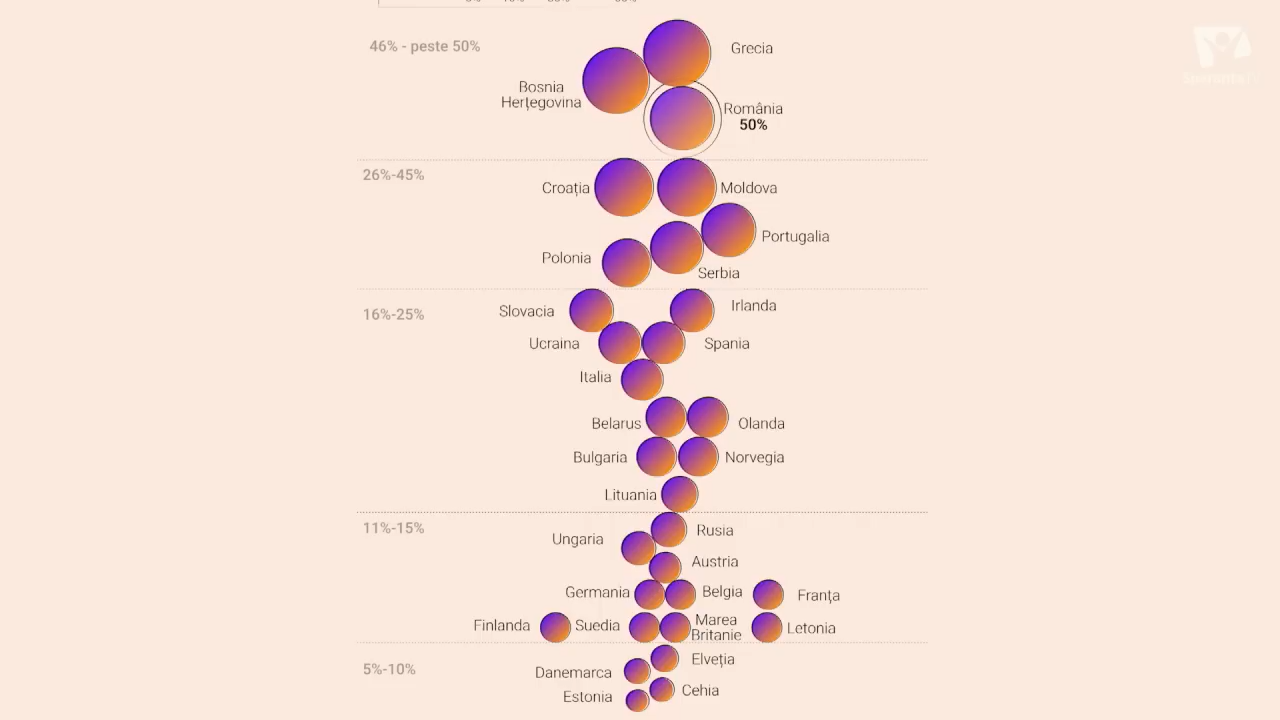 46% - peste 50%
Grecia
Bosnia
Herțegovina
România
50%
26%-45%
Croația
Moldova
Portugalia
Polonia
Serbia
16%-25%
Slovacia
Irlanda
Ucraina
Spania
Italia
Belarus
Olanda
Bulgaria
Norvegia
Lituania
11%-15%
Ungaria
Rusia
Austria
Germania
Belgia
Franța
Finlanda
Suedia
Marea
Britanie
Letonia
5%-10%
Elveția
Danemarca
Cehia
Estonia